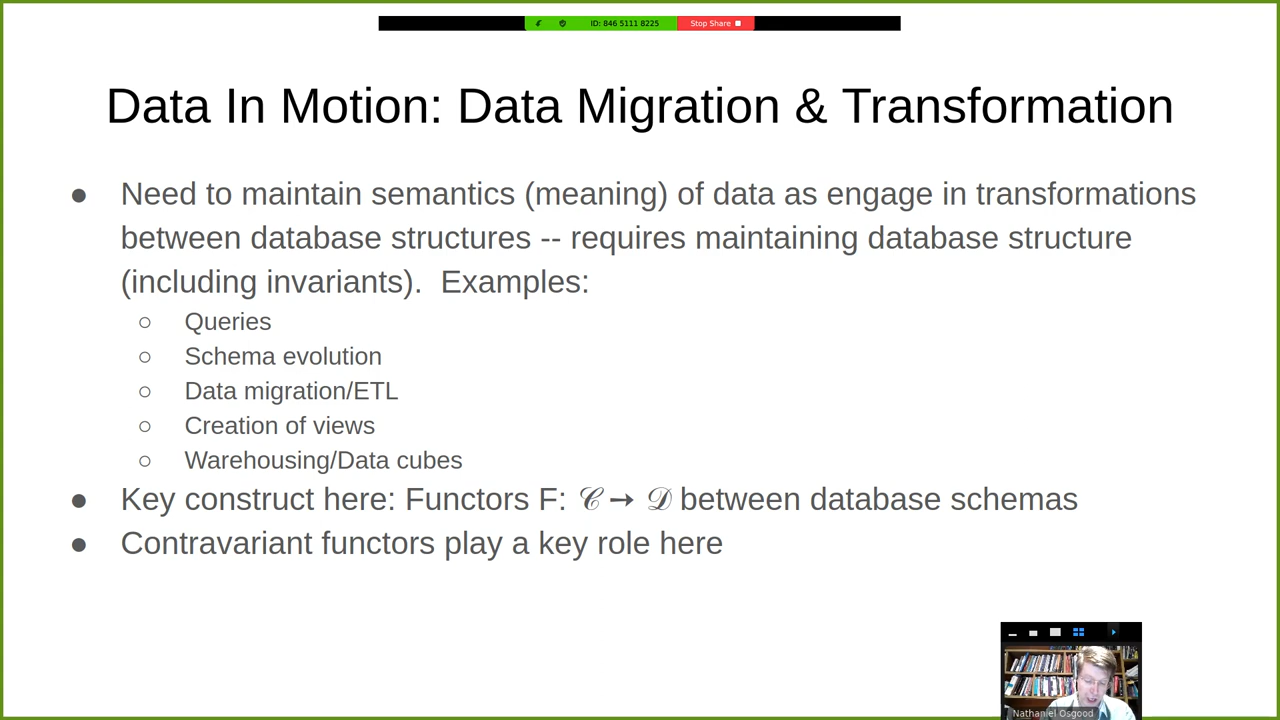 ID: 846 5111 8225 Stop Share
Data In Motion: Data Migration & Transformation
● Need to maintain semantics (meaning) of data as engage in transformations
between database structures -- requires maintaining database structure
(including invariants).  Examples:
○ Queries
○ Schema evolution
○ Data migration/ETL
○ Creation of views
○ Warehousing/Data cubes
● Key construct here: Functors F: 𝒞 → 𝒟 between database schemas
● Contravariant functors play a key role here
Nathaniel Osgood